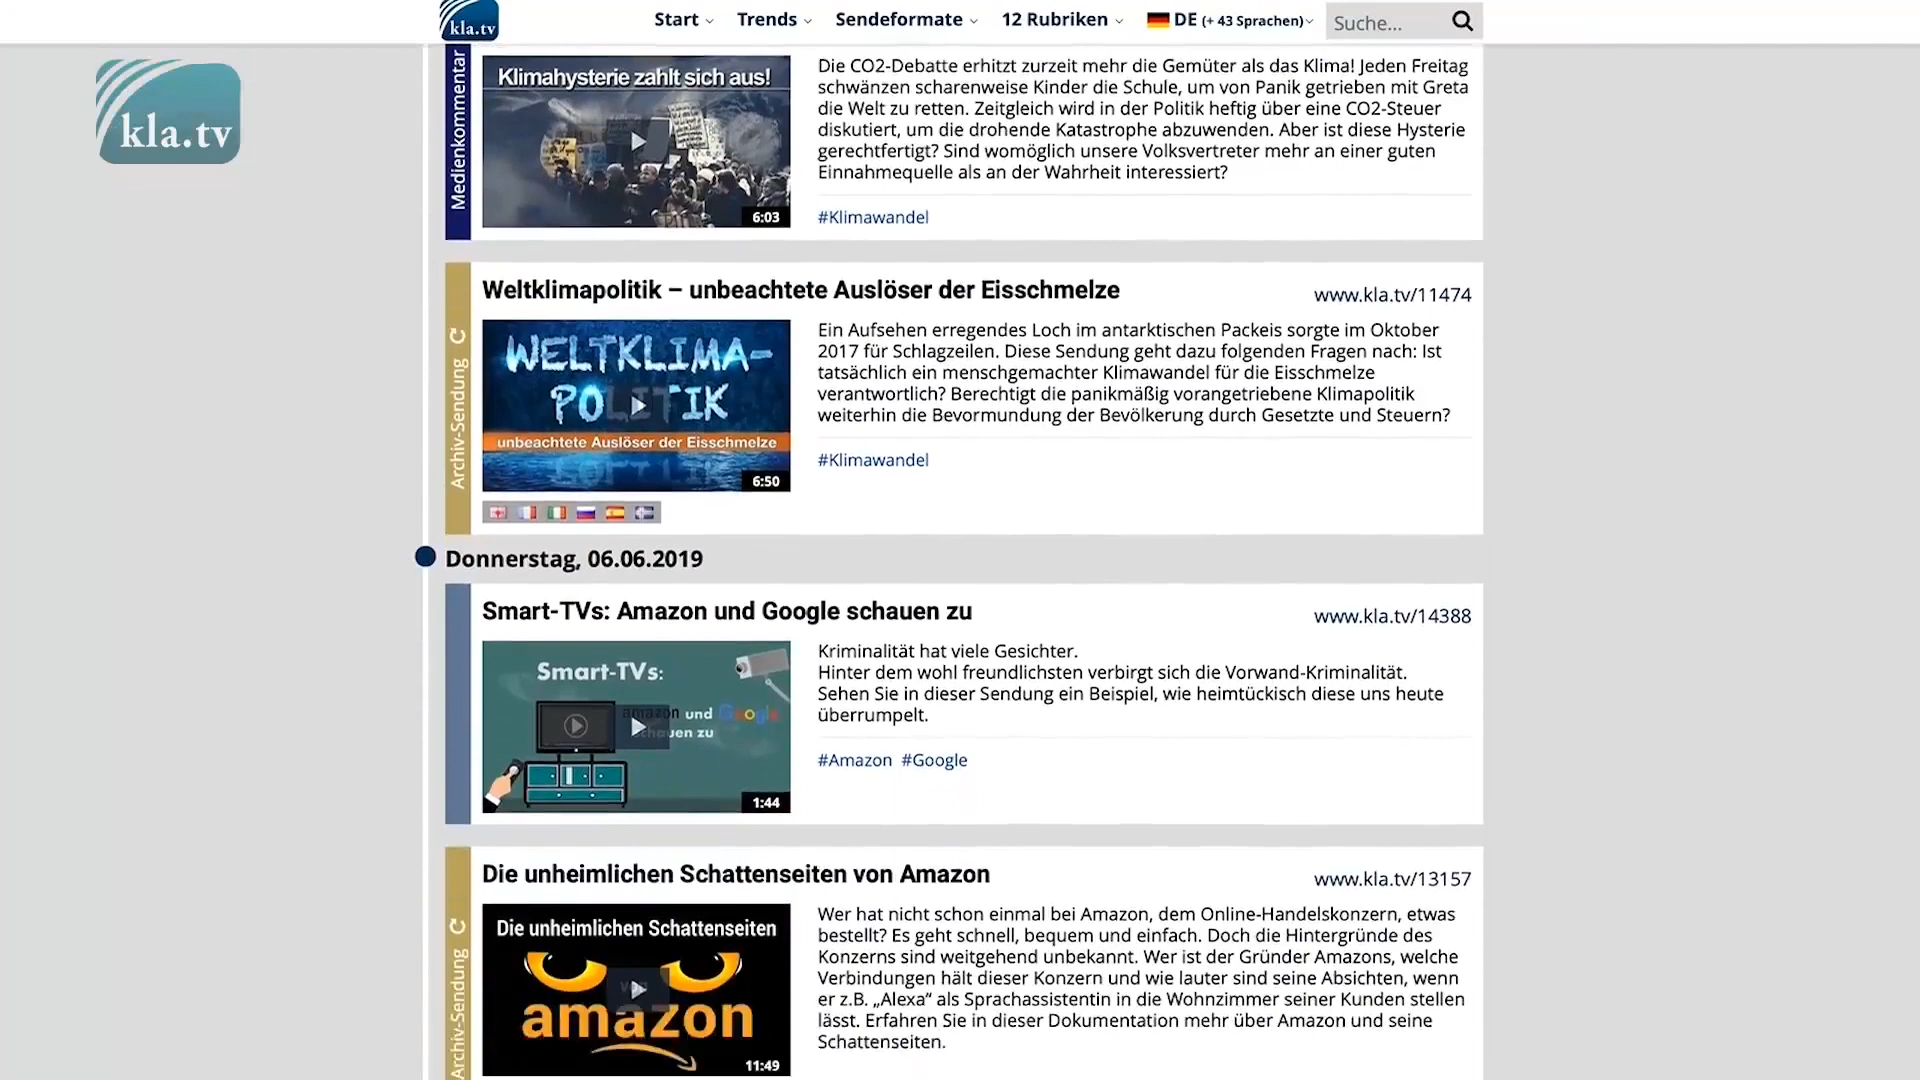 kla.tv
Start
Trends
Sendeformate
12 Rubriken
DE (+ 43 Sprachen)
Suche...
kla.tv
Medienkommentar
Klimahysterie zahlt sich aus!
6:03
Die CO2-Debatte erhitzt zurzeit mehr die Gemüter als das Klima! Jeden Freitag
schwänzen scharenweise Kinder die Schule, um von Panik getrieben mit Greta
die Welt zu retten. Zeitgleich wird in der Politik heftig über eine CO2-Steuer
diskutiert, um die drohende Katastrophe abzuwenden. Aber ist diese Hysterie
gerechtfertigt? Sind womöglich unsere Volksvertreter mehr an einer guten
Einnahmequelle als an der Wahrheit interessiert?
#Klimawandel
Archiv-Sendung
Weltklimapolitik – unbeachtete Auslöser der Eisschmelze
www.kla.tv/11474
WELTKLIMA-
POLITIK
unbeachtete Auslöser der Eisschmelze
6:50
Ein Aufsehen erregendes Loch im antarktischen Packeis sorgte im Oktober
2017 für Schlagzeilen. Diese Sendung geht dazu folgenden Fragen nach: Ist
tatsächlich ein menschgemachter Klimawandel für die Eisschmelze
verantwortlich? Berechtigt die panikmäßig vorangetriebene Klimapolitik
weiterhin die Bevormundung der Bevölkerung durch Gesetzte und Steuern?
#Klimawandel
Donnerstag, 06.06.2019
Smart-TVs: Amazon und Google schauen zu
www.kla.tv/14388
Smart-TVs:
amazon und Google
schauen zu
1:44
Kriminalität hat viele Gesichter.
Hinter dem wohl freundlichsten verbirgt sich die Vorwand-Kriminalität.
Sehen Sie in dieser Sendung ein Beispiel, wie heimtückisch diese uns heute
überrumpelt.
#Amazon #Google
Archiv-Sendung
Die unheimlichen Schattenseiten von Amazon
www.kla.tv/13157
Die unheimlichen Schattenseiten
von
amazon
11:49
Wer hat nicht schon einmal bei Amazon, dem Online-Handelskonzern, etwas
bestellt? Es geht schnell, bequem und einfach. Doch die Hintergründe des
Konzerns sind weitgehend unbekannt. Wer ist der Gründer Amazons, welche
Verbindungen hält dieser Konzern und wie lauter sind seine Absichten, wenn
er z.B. „Alexa“ als Sprachassistentin in die Wohnzimmer seiner Kunden stellen
lässt. Erfahren Sie in dieser Dokumentation mehr über Amazon und seine
Schattenseiten.